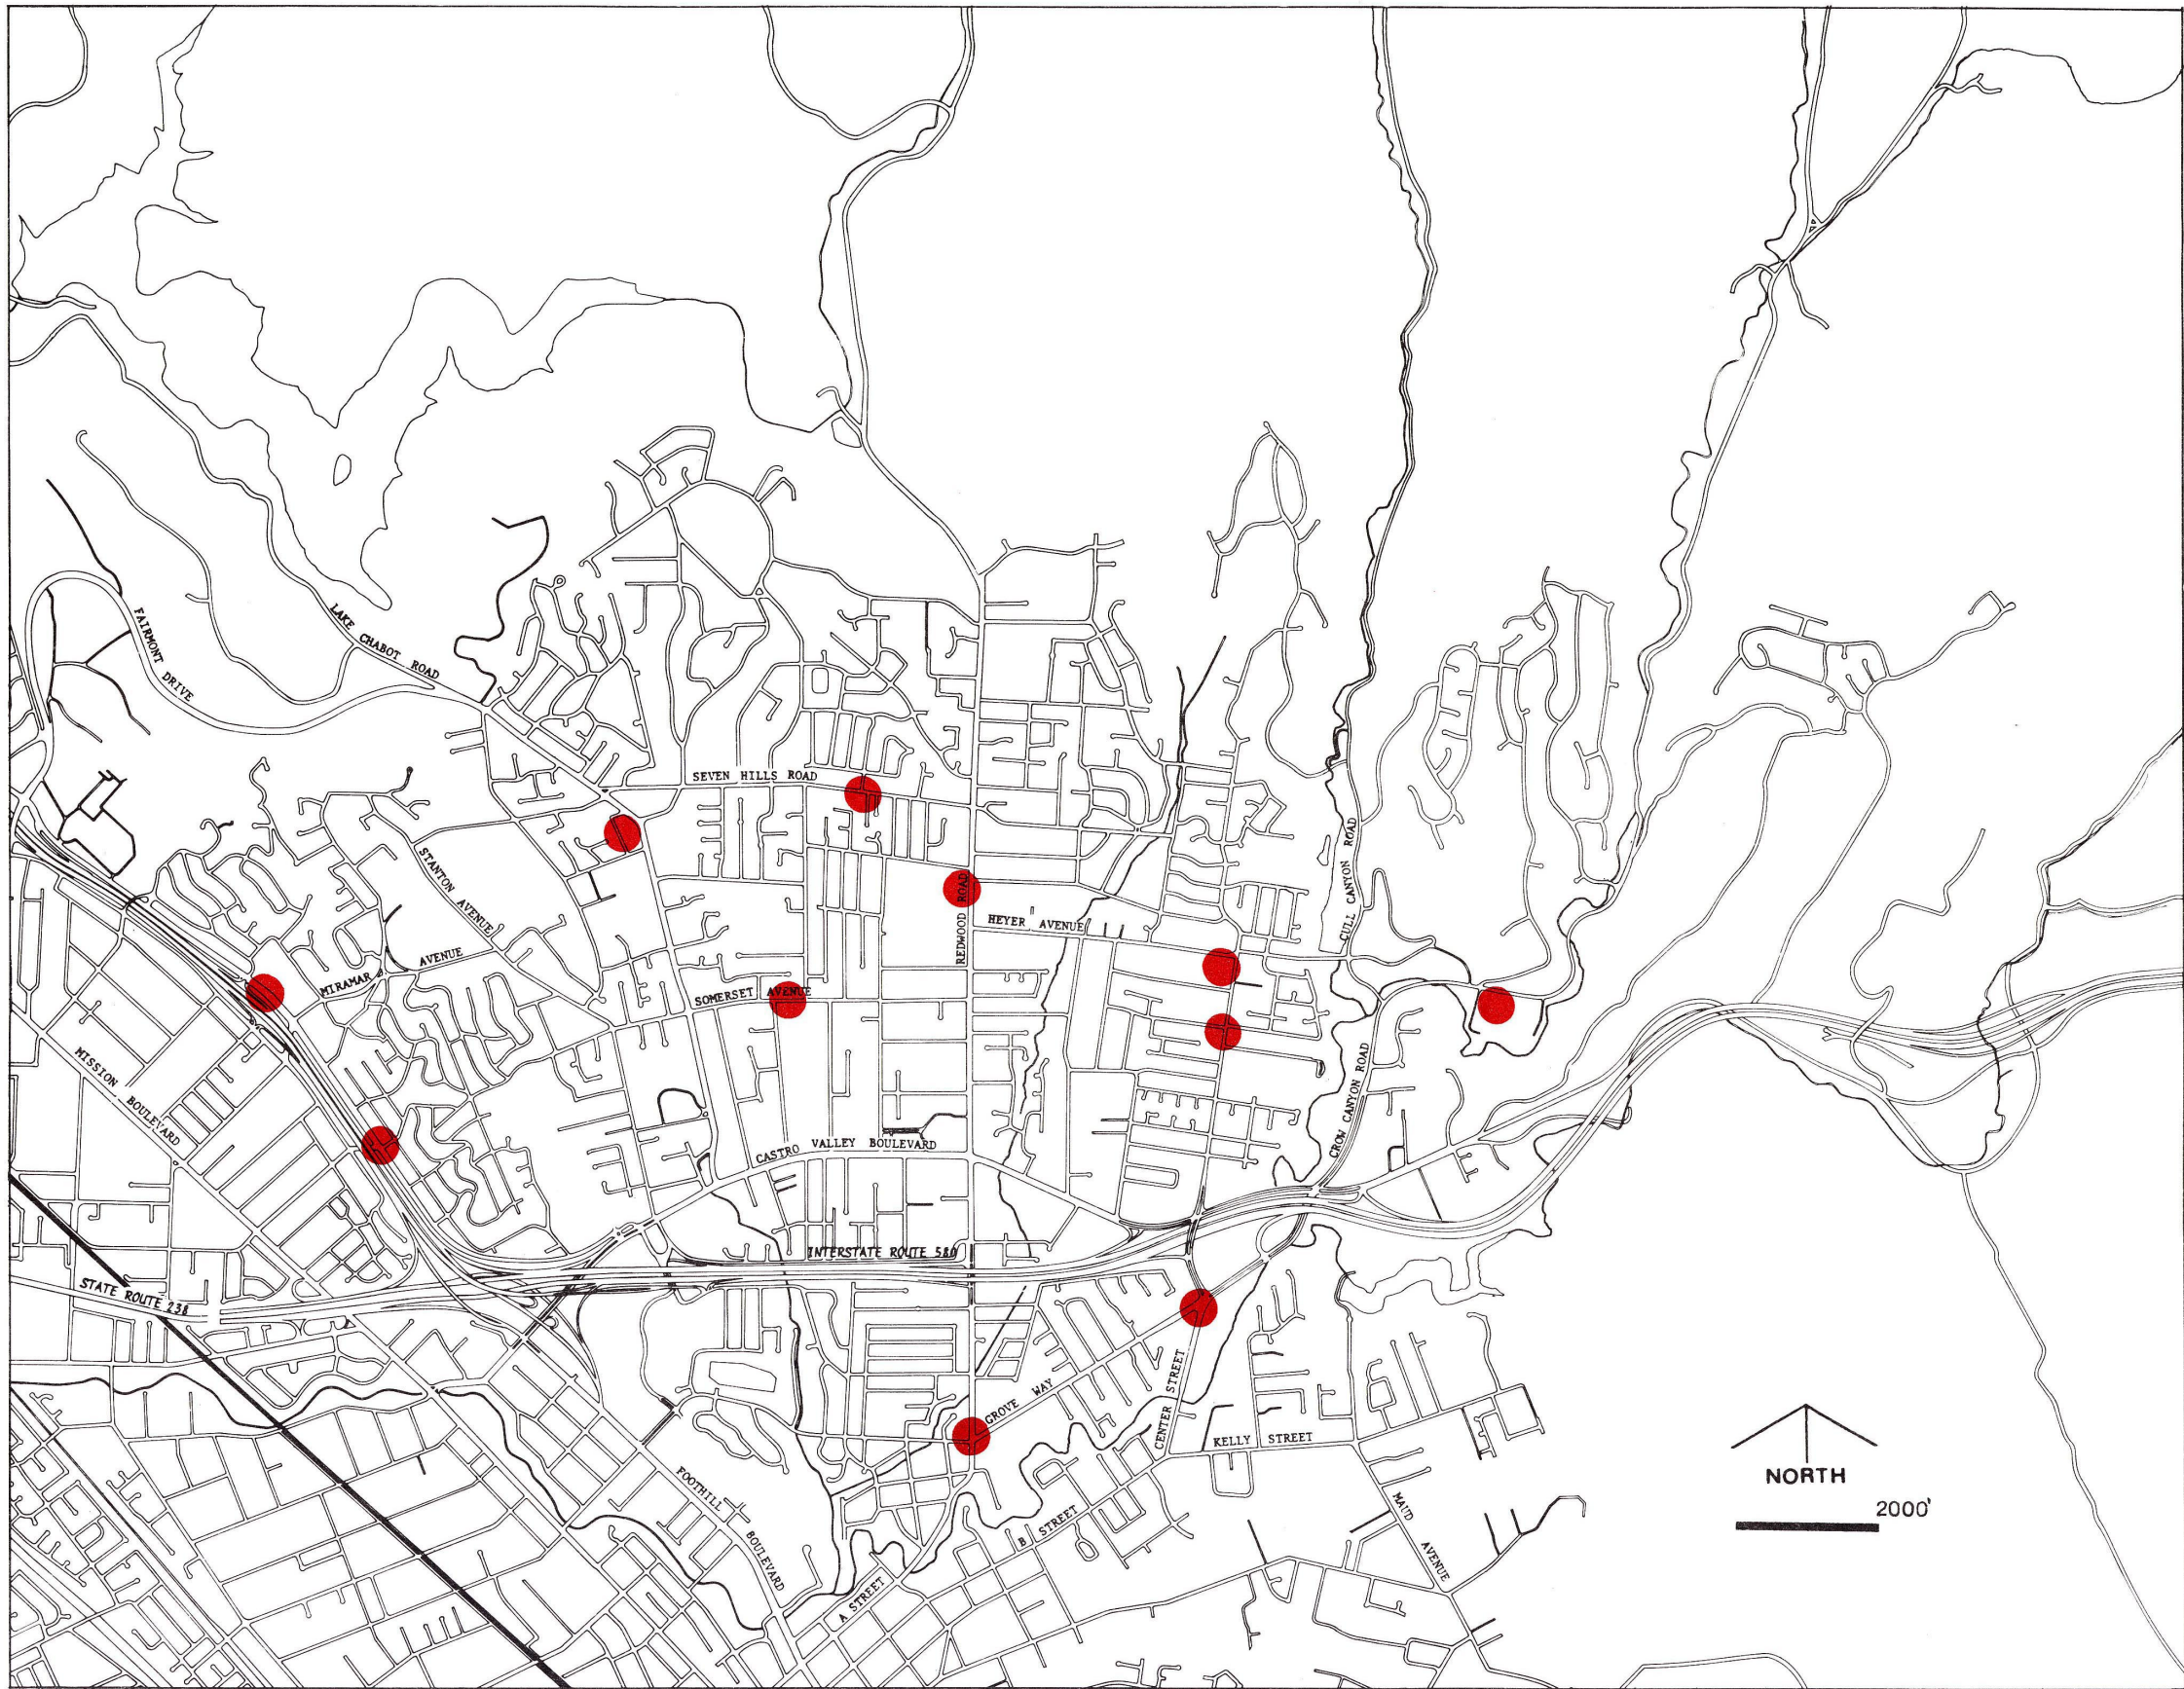 FAIRMONT DRIVE
LAKE CHABOT ROAD
SEVEN HILLS ROAD
STANTON AVENUE
CULL CANYON ROAD
REDWOOD ROAD
HEYER AVENUE
MIRAMAR AVENUE
SOMERSET AVENUE
MISSION BOULEVARD
CROW CANYON ROAD
CASTRO VALLEY BOULEVARD
INTERSTATE ROUTE 580
STATE ROUTE 238
GROVE WAY
CENTER STREET
KELLY STREET
FOOTHILL BOULEVARD
B STREET
A STREET
MAUD AVENUE
NORTH
2000'